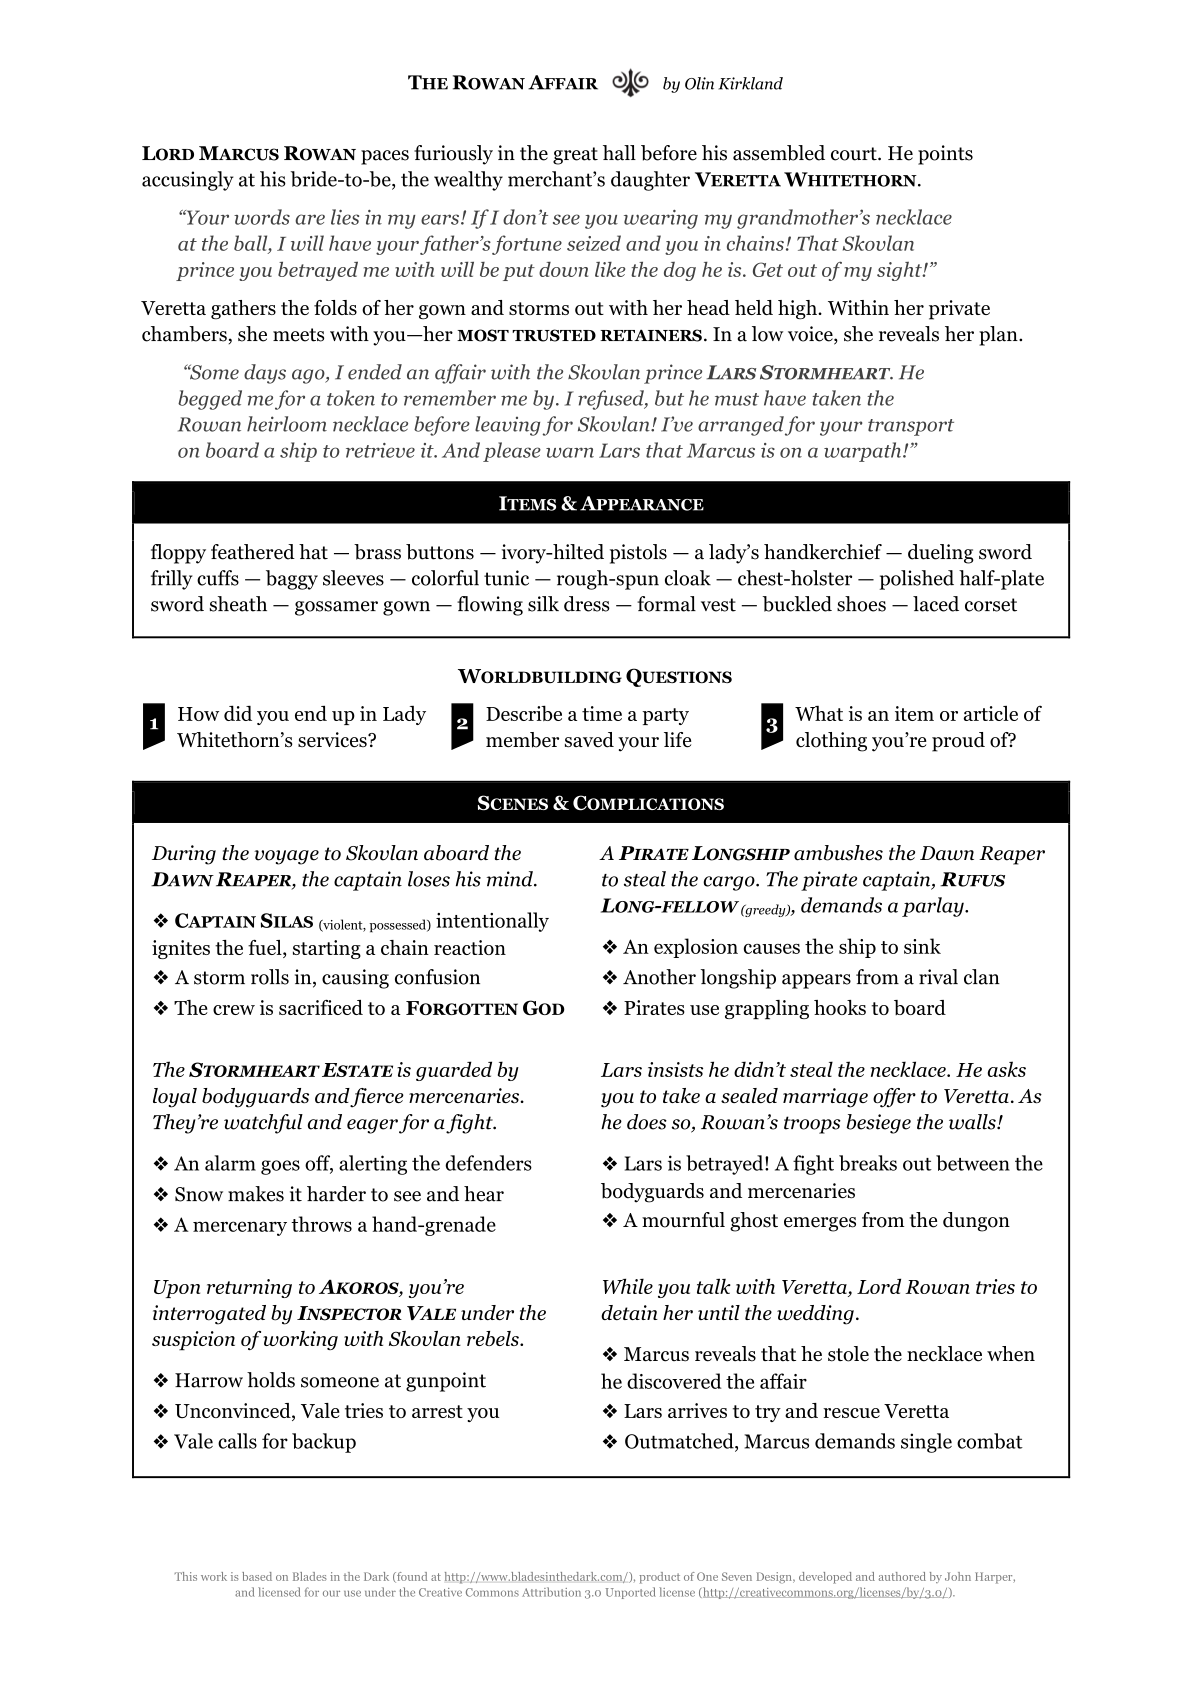 THE ROWAN AFFAIR by Olin Kirkland
LORD MARCUS ROWAN paces furiously in the great hall before his assembled court. He points
accusingly at his bride-to-be, the wealthy merchant's daughter VERETTA WHITETHORN.
“Your words are lies in my ears! If I don't see you wearing my grandmother's necklace
at the ball, I will have your father's fortune seized and you in chains! That Skovlan
prince you betrayed me with will be put down like the dog he is. Get out of my sight!”
Veretta gathers the folds of her gown and storms out with her head held high. Within her private
chambers, she meets with you—her MOST TRUSTED RETAINERS. In a low voice, she reveals her plan.
“Some days ago, I ended an affair with the Skovlan prince LARS STORMHEART. He
begged me for a token to remember me by. I refused, but he must have taken the
Rowan heirloom necklace before leaving for Skovlan! I've arranged for your transport
on board a ship to retrieve it. And please warn Lars that Marcus is on a warpath!”
ITEMS & APPEARANCE
floppy feathered hat — brass buttons — ivory-hilted pistols — a lady's handkerchief — dueling sword
frilly cuffs — baggy sleeves — colorful tunic — rough-spun cloak — chest-holster — polished half-plate
sword sheath — gossamer gown — flowing silk dress — formal vest — buckled shoes — laced corset
WORLDBUILDING QUESTIONS
1 How did you end up in Lady
Whitethorn's services?
2 Describe a time a party
member saved your life
3 What is an item or article of
clothing you're proud of?
SCENES & COMPLICATIONS
During the voyage to Skovlan aboard the
DAWN REAPER, the captain loses his mind.
❖ CAPTAIN SILAS (violent, possessed) intentionally
ignites the fuel, starting a chain reaction
❖ A storm rolls in, causing confusion
❖ The crew is sacrificed to a FORGOTTEN GOD
A PIRATE LONGSHIP ambushes the Dawn Reaper
to steal the cargo. The pirate captain, RUFUS
LONG-FELLOW (greedy), demands a parlay.
❖ An explosion causes the ship to sink
❖ Another longship appears from a rival clan
❖ Pirates use grappling hooks to board
The STORMHEART ESTATE is guarded by
loyal bodyguards and fierce mercenaries.
They're watchful and eager for a fight.
❖ An alarm goes off, alerting the defenders
❖ Snow makes it harder to see and hear
❖ A mercenary throws a hand-grenade
Lars insists he didn't steal the necklace. He asks
you to take a sealed marriage offer to Veretta. As
he does so, Rowan's troops besiege the walls!
❖ Lars is betrayed! A fight breaks out between the
bodyguards and mercenaries
❖ A mournful ghost emerges from the dungon
Upon returning to AKOROS, you're
interrogated by INSPECTOR VALE under the
suspicion of working with Skovlan rebels.
❖ Harrow holds someone at gunpoint
❖ Unconvinced, Vale tries to arrest you
❖ Vale calls for backup
While you talk with Veretta, Lord Rowan tries to
detain her until the wedding.
❖ Marcus reveals that he stole the necklace when
he discovered the affair
❖ Lars arrives to try and rescue Veretta
❖ Outmatched, Marcus demands single combat
This work is based on Blades in the Dark (found at http://www.bladesinthedark.com/), product of One Seven Design, developed and authored by John Harper,
and licensed for our use under the Creative Commons Attribution 3.0 Unported license (http://creativecommons.org/licenses/by/3.0/).